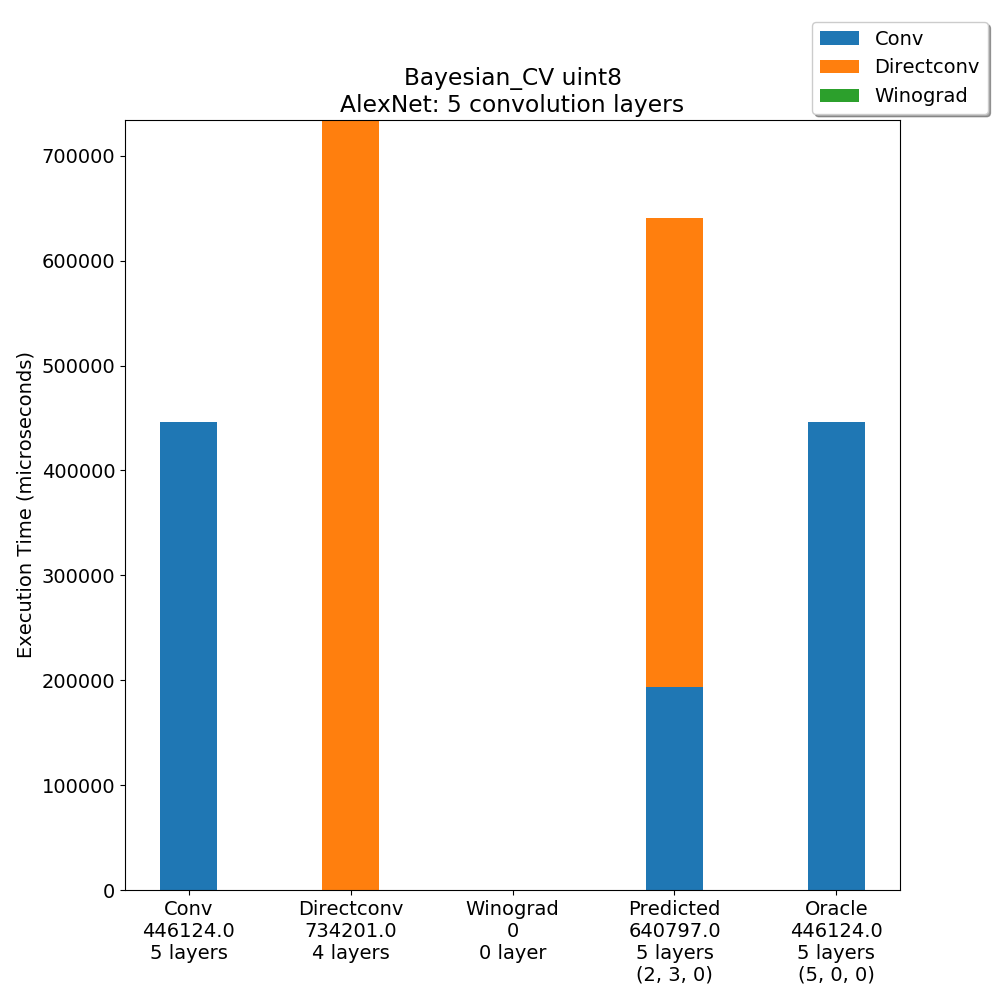 Conv
Directconv
Winograd
Bayesian_CV uint8
AlexNet: 5 convolution layers
Execution Time (microseconds)
700000
600000
500000
400000
300000
200000
100000
0
Conv
446124.0
5 layers
Directconv
734201.0
4 layers
Winograd
0
0 layer
Predicted
640797.0
5 layers
(2, 3, 0)
Oracle
446124.0
5 layers
(5, 0, 0)